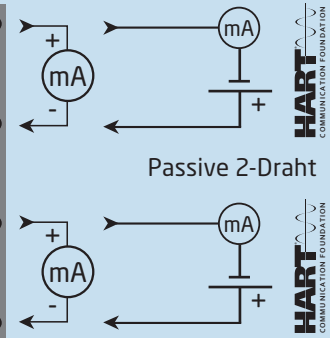 +
mA
-
mA
+
HART
COMMUNICATION FOUNDATION
Passive 2-Draht
+
mA
-
mA
+
HART
COMMUNICATION FOUNDATION